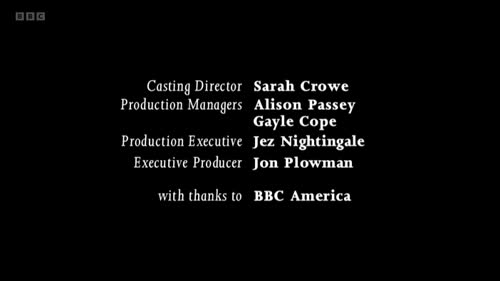 BBC
Casting Director Sarah Crowe
Production Managers Alison Passey
Gayle Cope
Production Executive Jez Nightingale
Executive Producer Jon Plowman
with thanks to BBC America